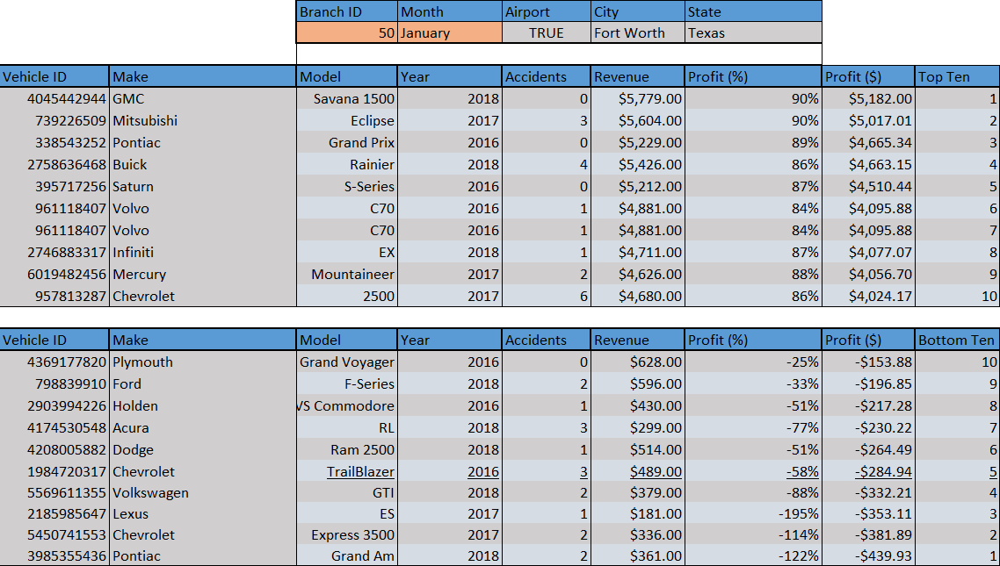 Branch ID Month Airport City State
50 January TRUE Fort Worth Texas
Vehicle ID Make Model Year Accidents Revenue Profit (%) Profit ($) Top Ten
4045442944 GMC Savana 1500 2018 0 $5,779.00 90% $5,182.00 1
739226509 Mitsubishi Eclipse 2017 3 $5,604.00 90% $5,017.01 2
338543252 Pontiac Grand Prix 2016 0 $5,229.00 89% $4,665.34 3
2758636468 Buick Rainier 2018 4 $5,426.00 86% $4,663.15 4
395717256 Saturn S-Series 2016 0 $5,212.00 87% $4,510.44 5
961118407 Volvo C70 2016 1 $4,881.00 84% $4,095.88 6
961118407 Volvo C70 2016 1 $4,881.00 84% $4,095.88 7
2746883317 Infiniti EX 2018 1 $4,711.00 87% $4,077.07 8
6019482456 Mercury Mountaineer 2017 2 $4,626.00 88% $4,056.70 9
957813287 Chevrolet 2500 2017 6 $4,680.00 86% $4,024.17 10
Vehicle ID Make Model Year Accidents Revenue Profit (%) Profit ($) Bottom Ten
4369177820 Plymouth Grand Voyager 2016 0 $628.00 -25% -$153.88 10
798839910 Ford F-Series 2018 2 $596.00 -33% -$196.85 9
2903994226 Holden VS Commodore 2016 1 $430.00 -51% -$217.28 8
4174530548 Acura RL 2018 3 $299.00 -77% -$230.22 7
4208005882 Dodge Ram 2500 2018 1 $514.00 -51% -$264.49 6
1984720317 Chevrolet TrailBlazer 2016 3 $489.00 -58% -$284.94 5
5569611355 Volkswagen GTI 2018 2 $379.00 -88% -$332.21 4
2185985647 Lexus ES 2017 1 $181.00 -195% -$353.11 3
5450741553 Chevrolet Express 3500 2017 2 $336.00 -114% -$381.89 2
3985355436 Pontiac Grand Am 2018 2 $361.00 -122% -$439.93 1